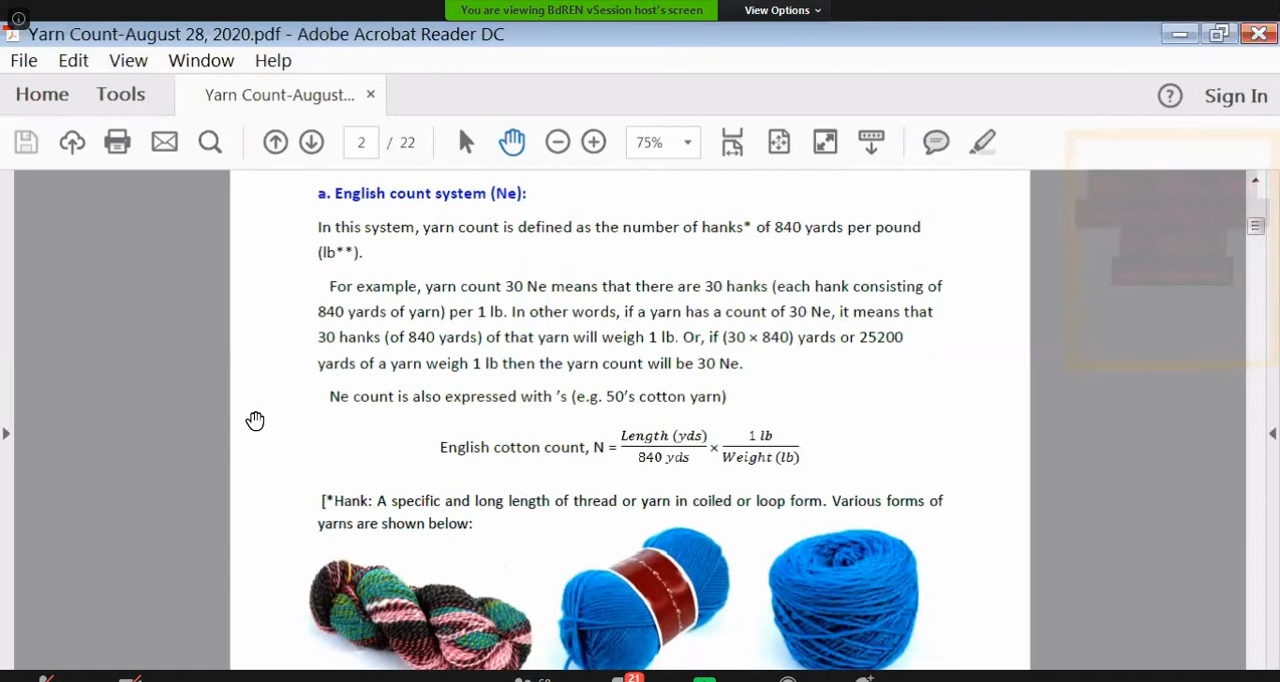 You are viewing BdREN vSession host's screen
View Options
Yarn Count-August 28, 2020.pdf - Adobe Acrobat Reader DC
File Edit View Window Help
Home Tools Yarn Count-August... × Sign In
2 / 22 75%
a. English count system (Ne):
In this system, yarn count is defined as the number of hanks* of 840 yards per pound
(lb**).
For example, yarn count 30 Ne means that there are 30 hanks (each hank consisting of
840 yards of yarn) per 1 lb. In other words, if a yarn has a count of 30 Ne, it means that
30 hanks (of 840 yards) of that yarn will weigh 1 lb. Or, if (30 × 840) yards or 25200
yards of a yarn weigh 1 lb then the yarn count will be 30 Ne.
Ne count is also expressed with ’s (e.g. 50’s cotton yarn)
English cotton count, N = Length (yds) / 840 yds × 1 lb / Weight (lb)
[*Hank: A specific and long length of thread or yarn in coiled or loop form. Various forms of
yarns are shown below:
21